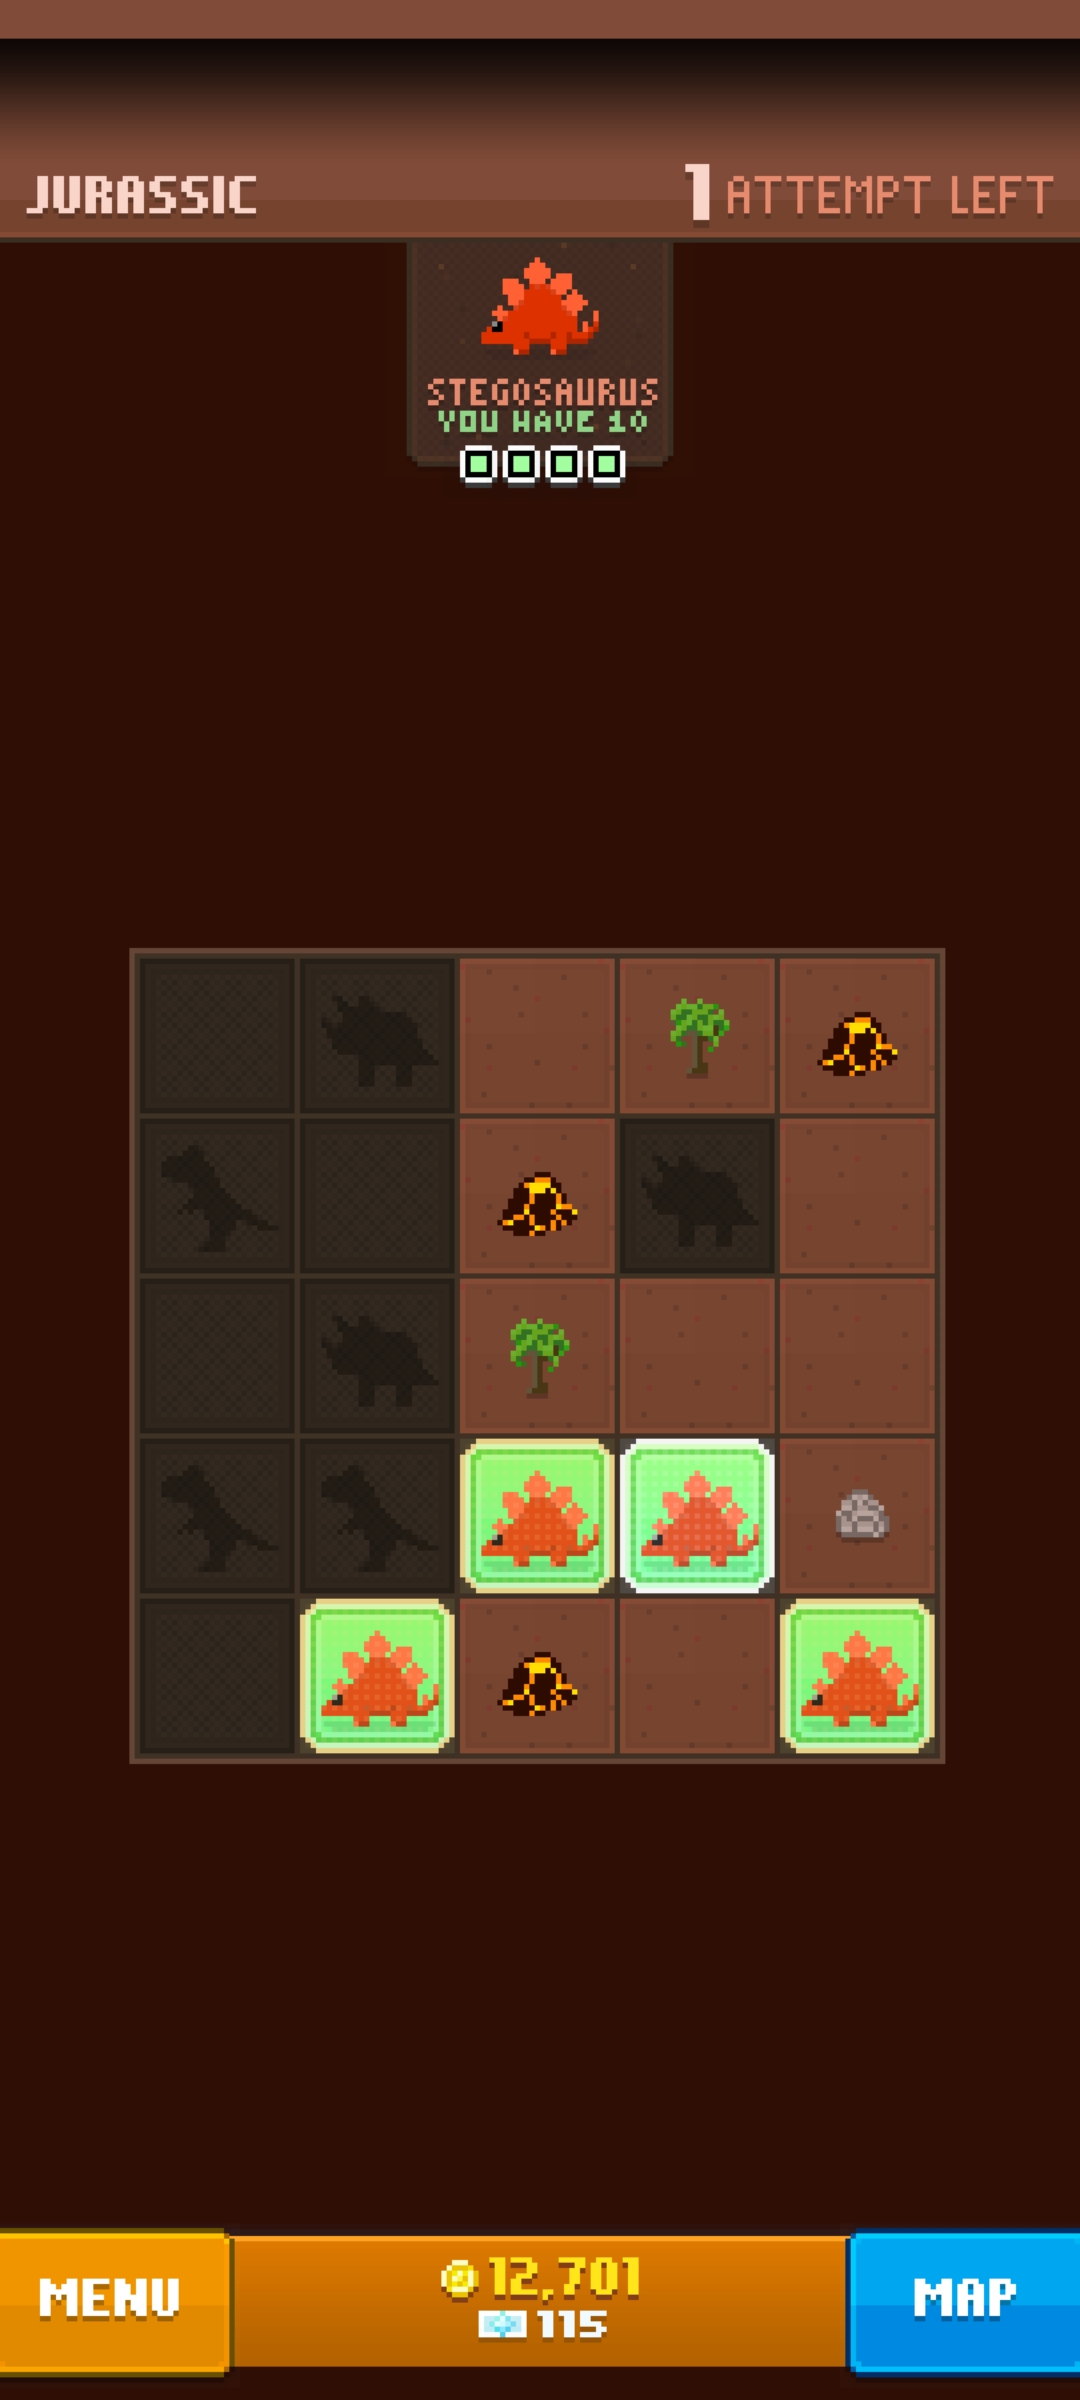 JURASSIC
1 ATTEMPT LEFT
STEGOSAURUS
YOU HAVE 10
MENU
12,701
115
MAP